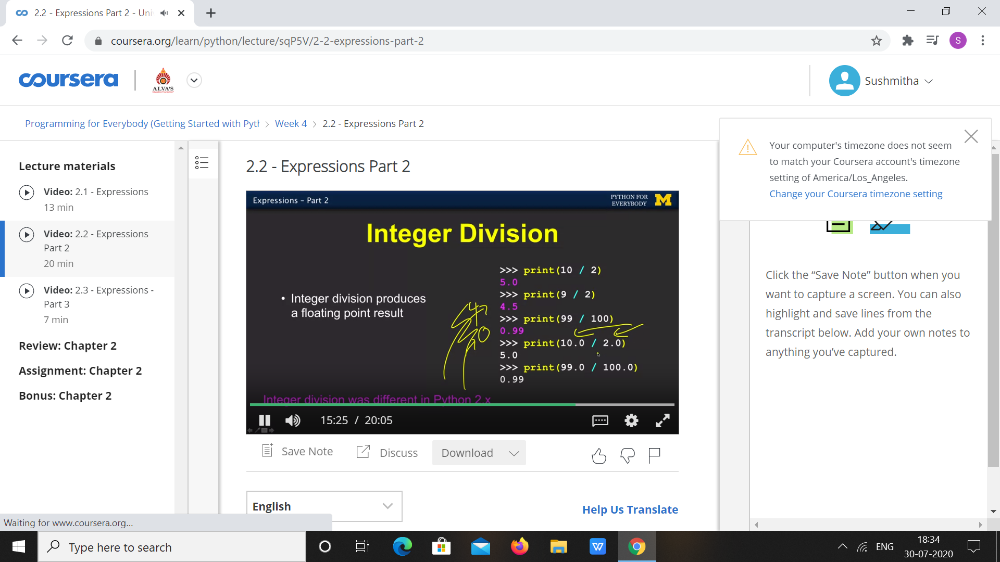 2.2 - Expressions Part 2 - Uni
coursera.org/learn/python/lecture/sqP5V/2-2-expressions-part-2
S
coursera
ALVA'S
Sushmitha
Programming for Everybody (Getting Started with Pyth > Week 4 > 2.2 - Expressions Part 2
Your computer's timezone does not seem
to match your Coursera account's timezone
setting of America/Los_Angeles.
Change your Coursera timezone setting
Lecture materials
Video: 2.1 - Expressions
13 min
Video: 2.2 - Expressions
Part 2
20 min
Video: 2.3 - Expressions -
Part 3
7 min
Review: Chapter 2
Assignment: Chapter 2
Bonus: Chapter 2
2.2 - Expressions Part 2
Expressions – Part 2
PYTHON FOR
EVERYBODY
M
Integer Division
• Integer division produces
a floating point result
>>> print(10 / 2)
5.0
>>> print(9 / 2)
4.5
>>> print(99 / 100)
0.99
>>> print(10.0 / 2.0)
5.0
>>> print(99.0 / 100.0)
0.99
Integer division was different in Python 2.x
15:25 / 20:05
Save Note
Discuss
Download
English
Help Us Translate
Click the “Save Note” button when you
want to capture a screen. You can also
highlight and save lines from the
transcript below. Add your own notes to
anything you’ve captured.
Waiting for www.coursera.org...
Type here to search
ENG
18:34
30-07-2020